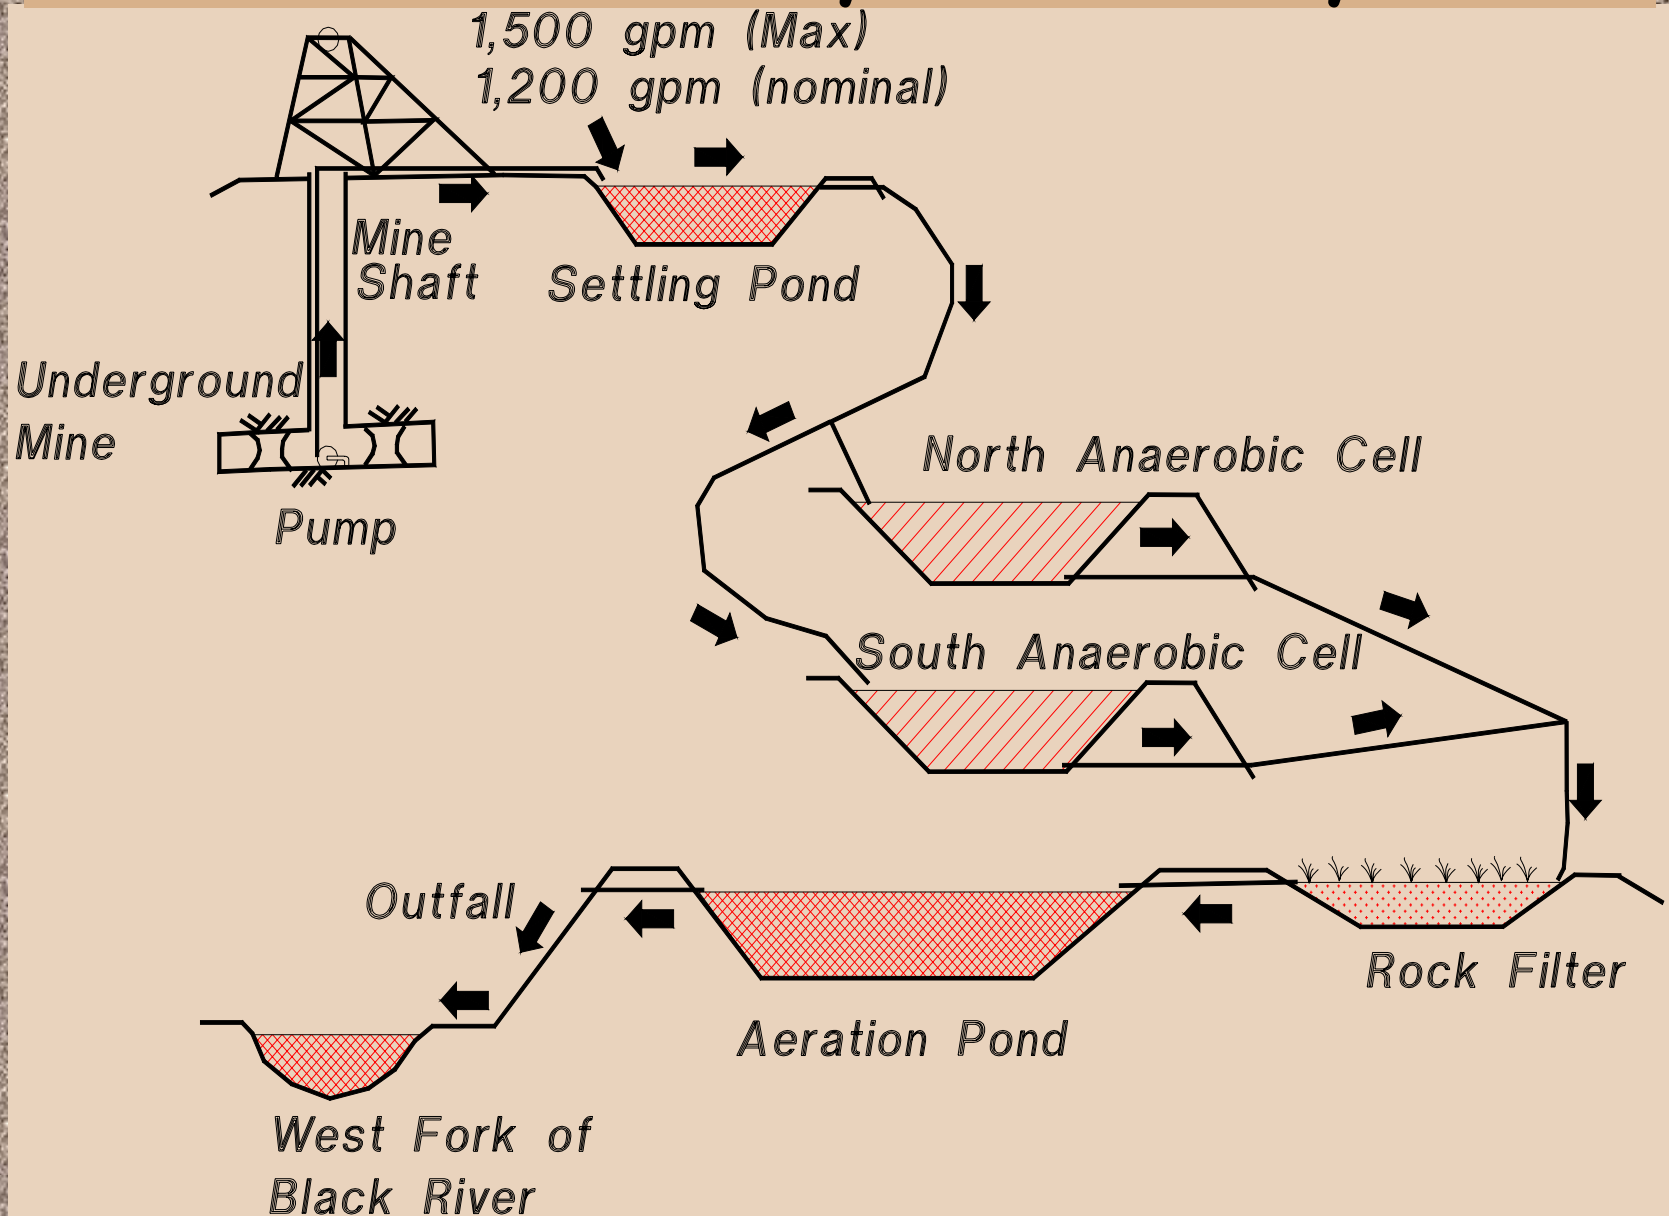 1,500 gpm (Max)
1,200 gpm (nominal)
Mine
Shaft
Settling Pond
Underground
Mine
Pump
North Anaerobic Cell
South Anaerobic Cell
Outfall
Rock Filter
Aeration Pond
West Fork of
Black River